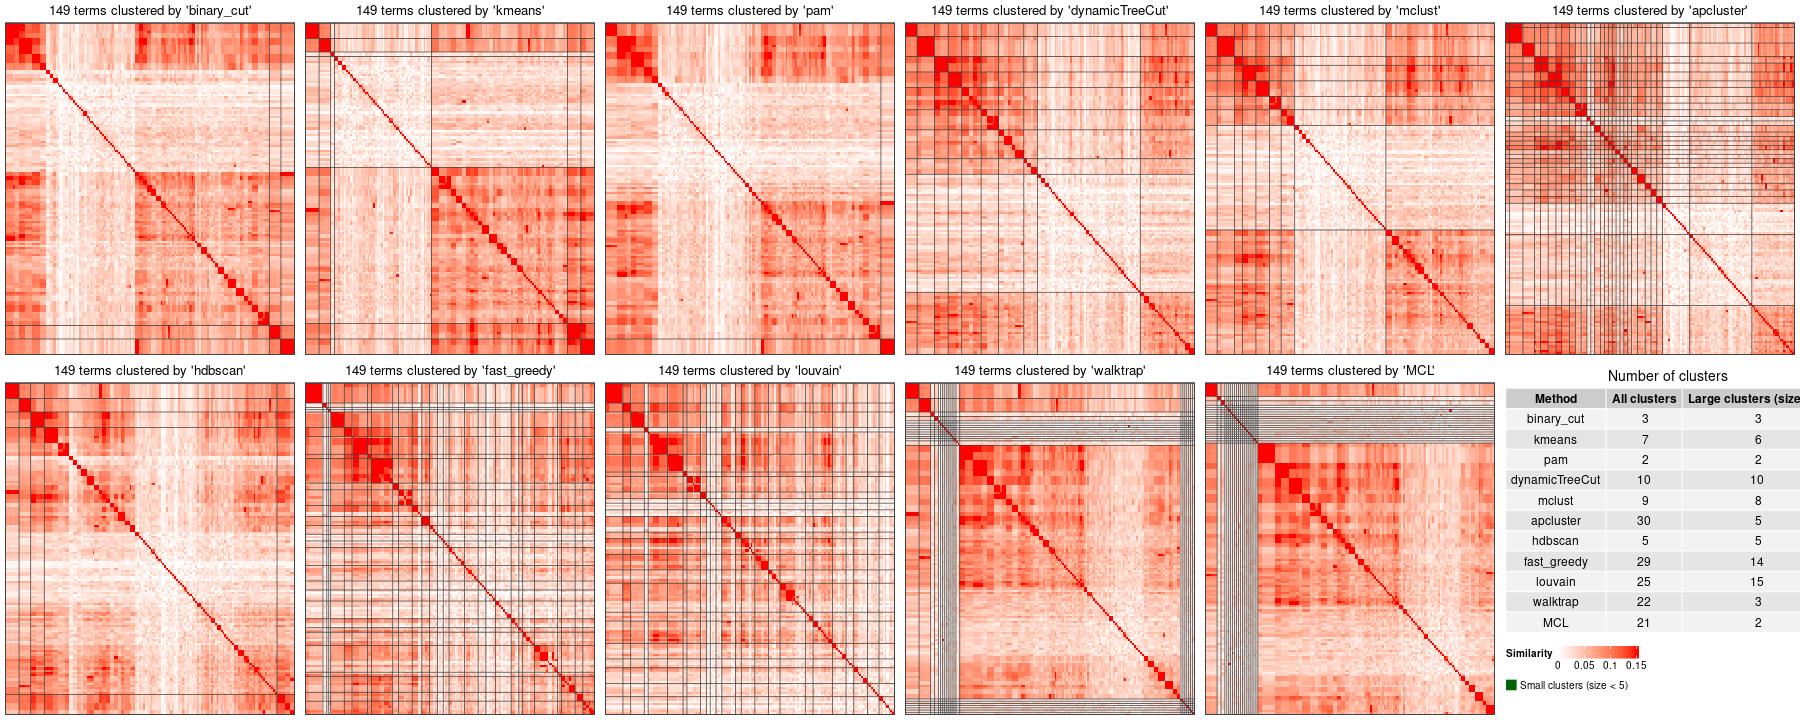 149 terms clustered by 'binary_cut'
149 terms clustered by 'kmeans'
149 terms clustered by 'pam'
149 terms clustered by 'dynamicTreeCut'
149 terms clustered by 'mclust'
149 terms clustered by 'apcluster'
149 terms clustered by 'hdbscan'
149 terms clustered by 'fast_greedy'
149 terms clustered by 'louvain'
149 terms clustered by 'walktrap'
149 terms clustered by 'MCL'
Number of clusters
Method All clusters Large clusters (size
binary_cut 3 3
kmeans 7 6
pam 2 2
dynamicTreeCut 10 10
mclust 9 8
apcluster 30 5
hdbscan 5 5
fast_greedy 29 14
louvain 25 15
walktrap 22 3
MCL 21 2
Similarity
0 0.05 0.1 0.15
Small clusters (size < 5)